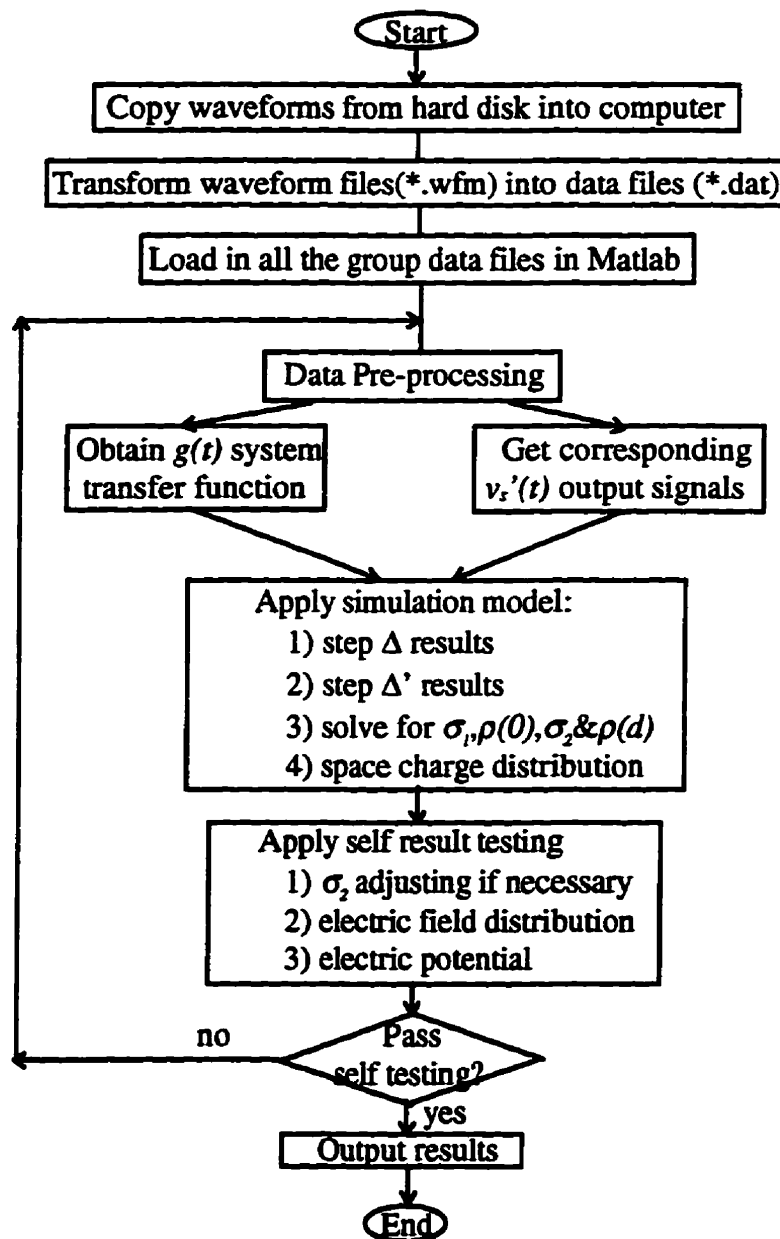 Start
Copy waveforms from hard disk into computer
Transform waveform files(*.wfm) into data files (*.dat)
Load in all the group data files in Matlab
Data Pre-processing
Obtain g(t) system
transfer function
Get corresponding
vₛ'(t) output signals
Apply simulation model:
1) step Δ results
2) step Δ' results
3) solve for σ₁,ρ(0),σ₂&ρ(d)
4) space charge distribution
Apply self result testing
1) σ₂ adjusting if necessary
2) electric field distribution
3) electric potential
no
Pass
self testing?
yes
Output results
End